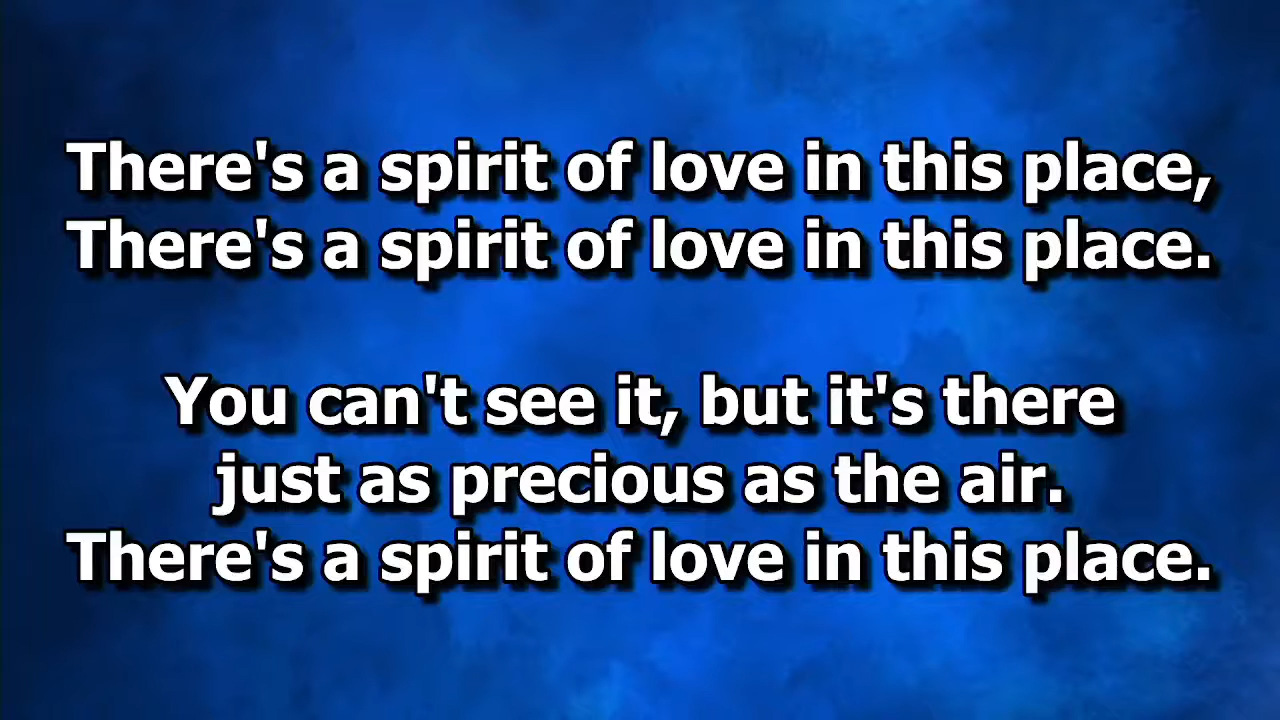 There's a spirit of love in this place,
There's a spirit of love in this place.
You can't see it, but it's there
just as precious as the air.
There's a spirit of love in this place.